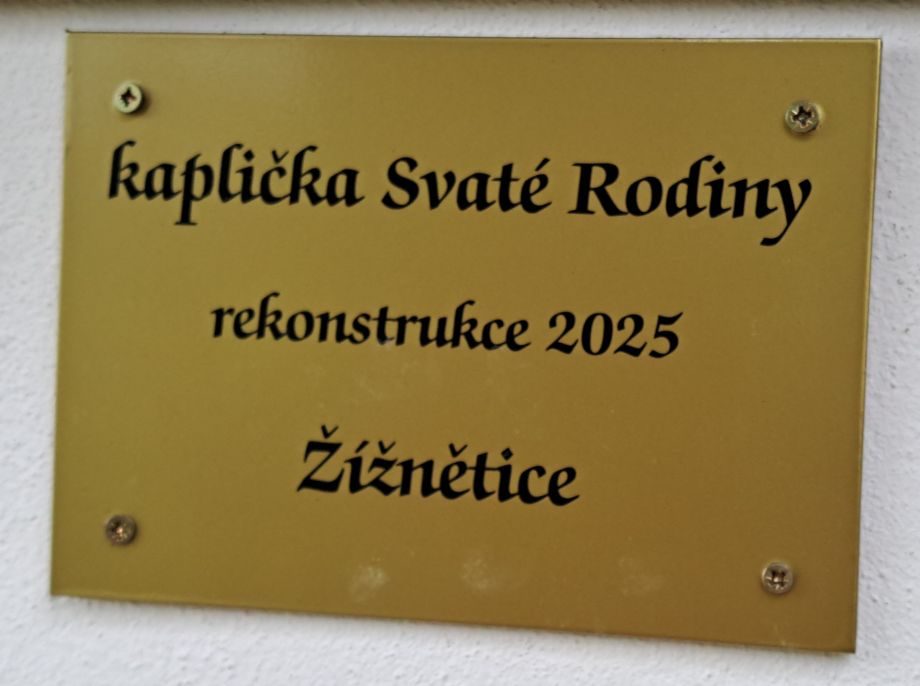 kaplička Svaté Rodiny
rekonstrukce 2025
Žížnětice